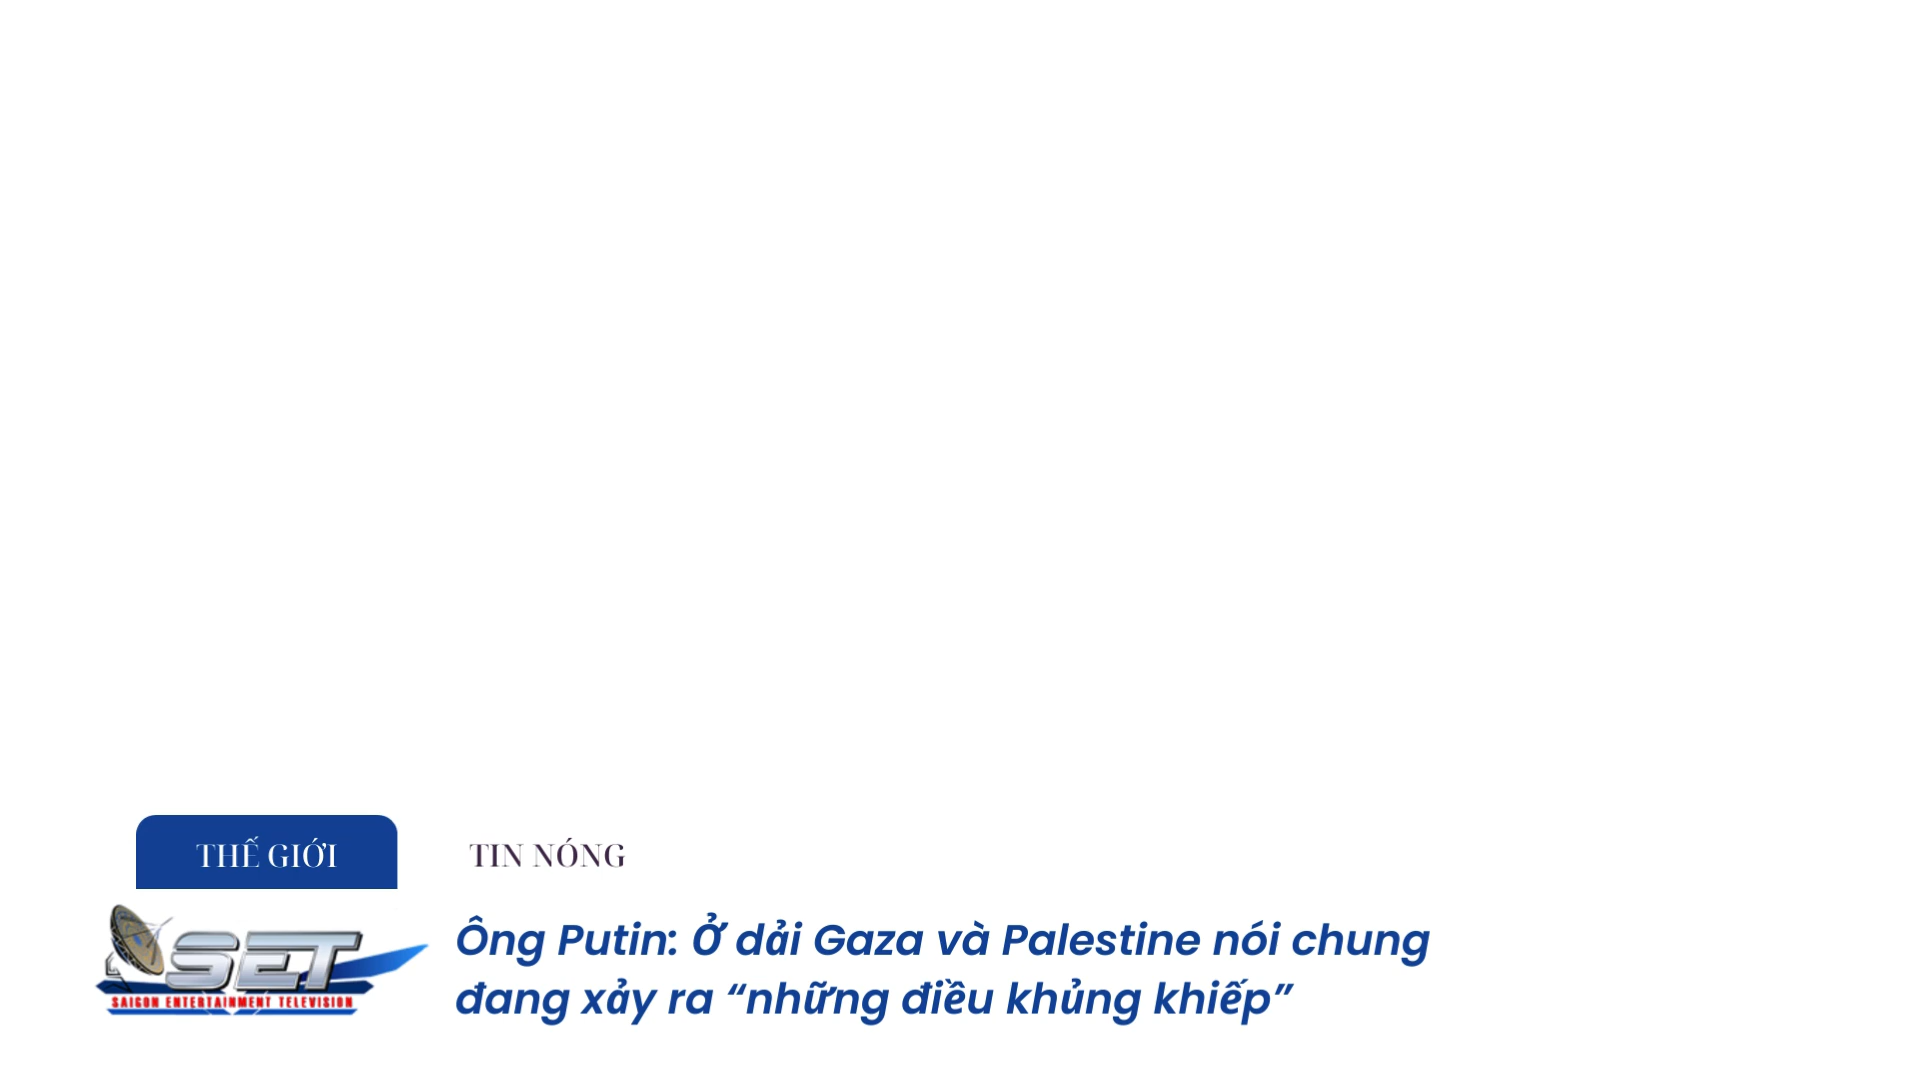 THẾ GIỚI
TIN NÓNG
SET
SAIGON ENTERTAINMENT TELEVISION
Ông Putin: Ở dải Gaza và Palestine nói chung
đang xảy ra “những điều khủng khiếp”